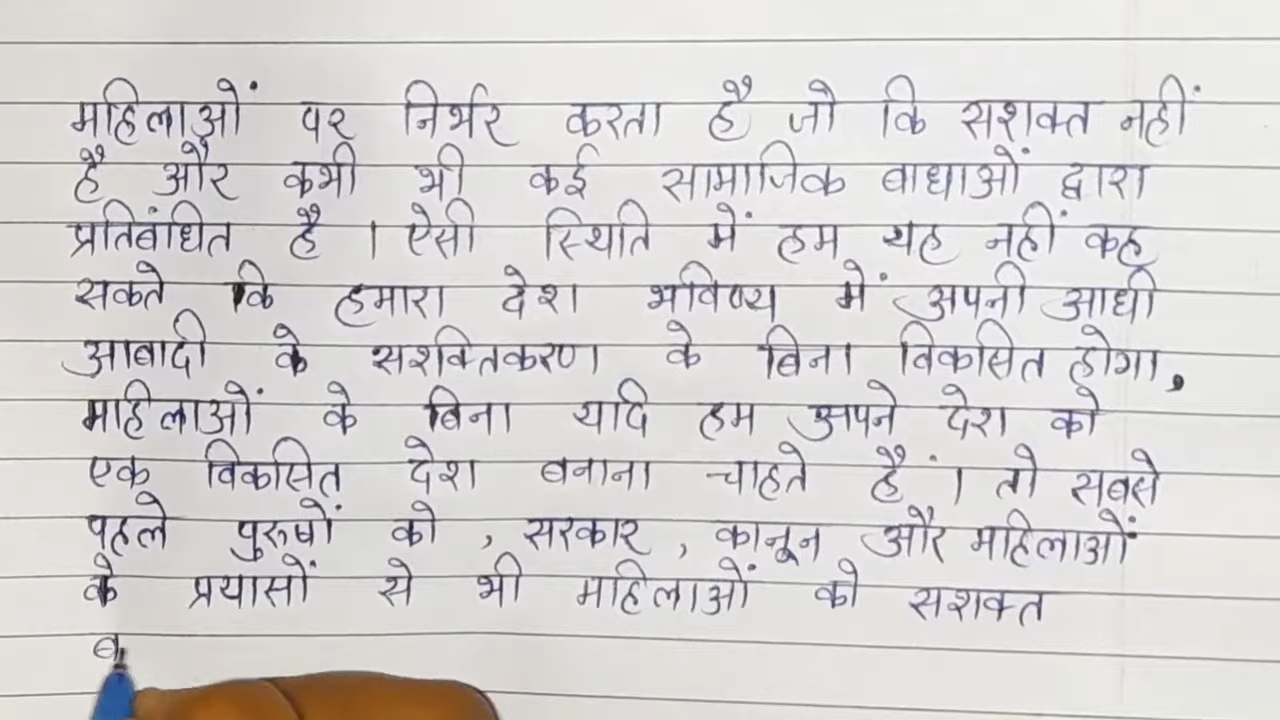 महिलाओं पर निर्भर करता है जो कि सशक्त नहीं
है और कभी भी कई सामाजिक बाधाओं द्वारा
प्रतिबंधित है । ऐसी स्थिति में हम यह नहीं कह
सकते कि हमारा देश भविष्य में अपनी आधी
आबादी के सशक्तिकरण के बिना विकसित होगा,
महिलाओं के बिना यदि हम अपने देश को
एक विकसित देश बनाना चाहते हैं । तो सबसे
पहले पुरुषों को , सरकार , कानून और महिलाओं
के प्रयासों से भी महिलाओं को सशक्त
ब